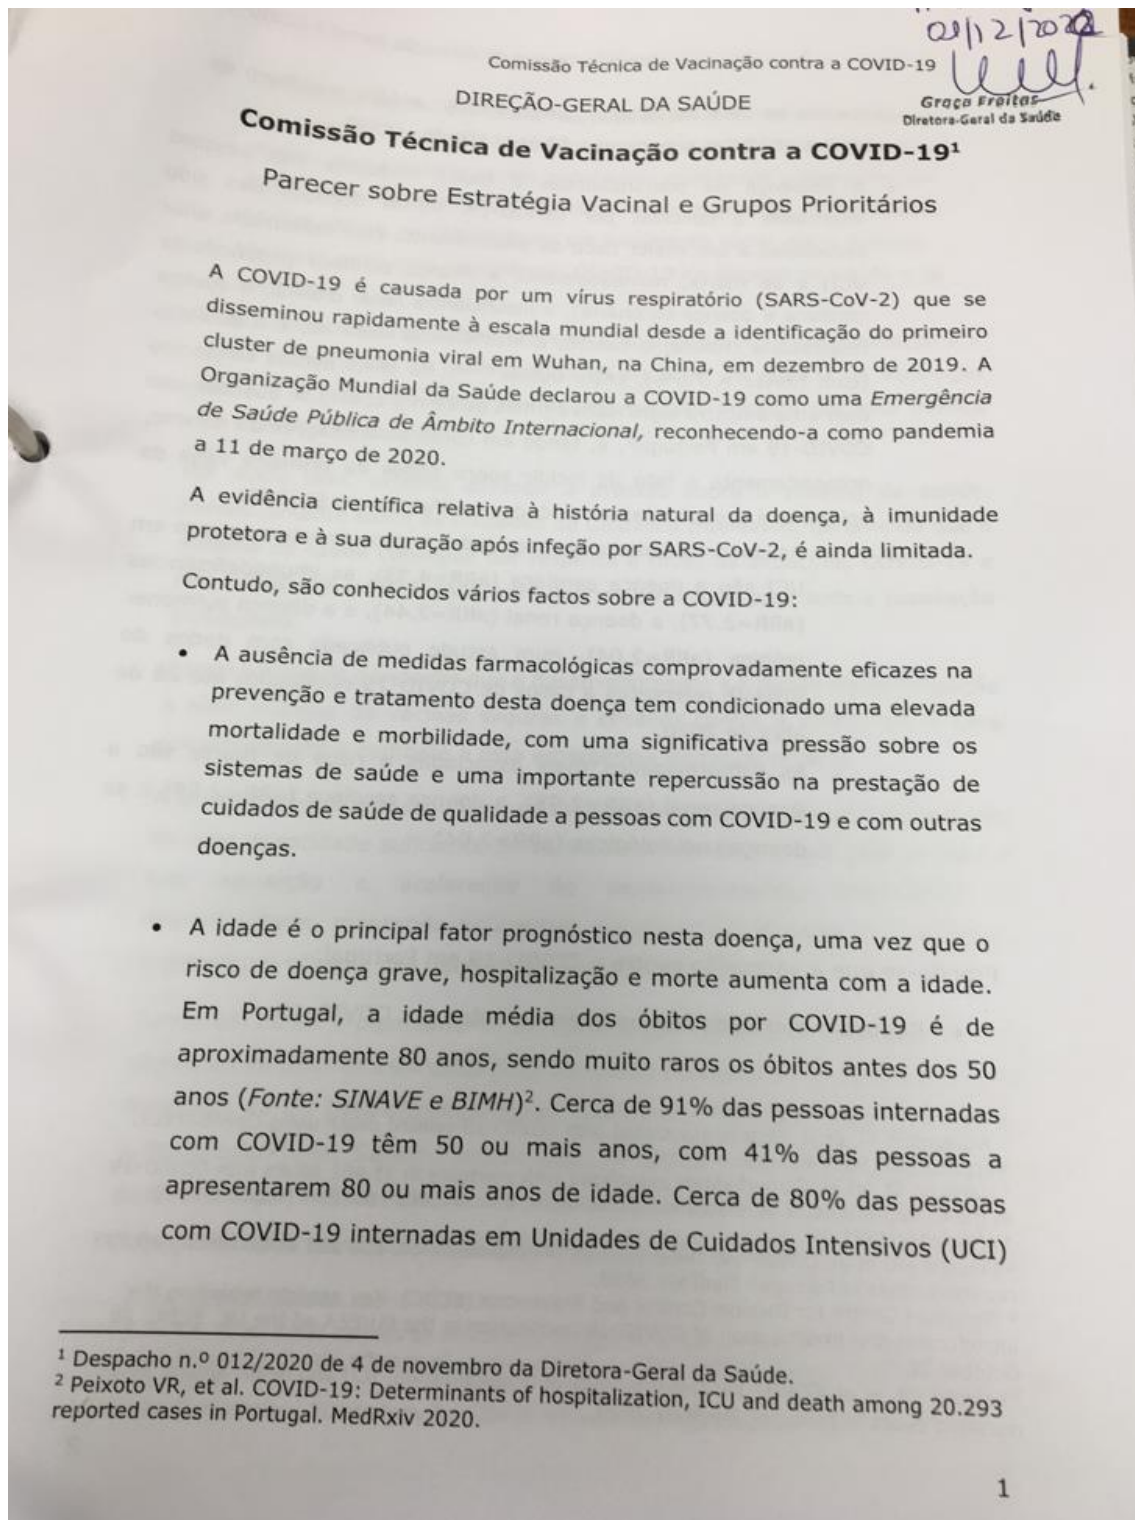 02/12/2020
Comissão Técnica de Vacinação contra a COVID-19
DIREÇÃO-GERAL DA SAÚDE
Graça Freitas
Diretora-Geral da Saúde
Comissão Técnica de Vacinação contra a COVID-19¹
Parecer sobre Estratégia Vacinal e Grupos Prioritários
A COVID-19 é causada por um vírus respiratório (SARS-CoV-2) que se
disseminou rapidamente à escala mundial desde a identificação do primeiro
cluster de pneumonia viral em Wuhan, na China, em dezembro de 2019. A
Organização Mundial da Saúde declarou a COVID-19 como uma Emergência
de Saúde Pública de Âmbito Internacional, reconhecendo-a como pandemia
a 11 de março de 2020.
A evidência científica relativa à história natural da doença, à imunidade
protetora e à sua duração após infeção por SARS-CoV-2, é ainda limitada.
Contudo, são conhecidos vários factos sobre a COVID-19:
• A ausência de medidas farmacológicas comprovadamente eficazes na
prevenção e tratamento desta doença tem condicionado uma elevada
mortalidade e morbilidade, com uma significativa pressão sobre os
sistemas de saúde e uma importante repercussão na prestação de
cuidados de saúde de qualidade a pessoas com COVID-19 e com outras
doenças.
• A idade é o principal fator prognóstico nesta doença, uma vez que o
risco de doença grave, hospitalização e morte aumenta com a idade.
Em Portugal, a idade média dos óbitos por COVID-19 é de
aproximadamente 80 anos, sendo muito raros os óbitos antes dos 50
anos (Fonte: SINAVE e BIMH)². Cerca de 91% das pessoas internadas
com COVID-19 têm 50 ou mais anos, com 41% das pessoas a
apresentarem 80 ou mais anos de idade. Cerca de 80% das pessoas
com COVID-19 internadas em Unidades de Cuidados Intensivos (UCI)
¹ Despacho n.º 012/2020 de 4 de novembro da Diretora-Geral da Saúde.
² Peixoto VR, et al. COVID-19: Determinants of hospitalization, ICU and death among 20.293
reported cases in Portugal. MedRxiv 2020.
1